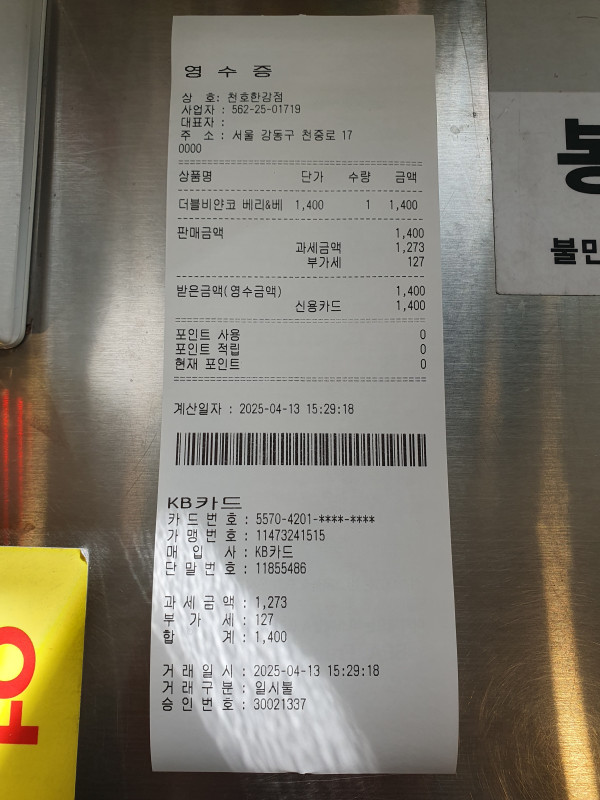 영 수 증
상 호: 천호한감점
사업자 : 562-25-01719
대표자 :
주 소 : 서울 강동구 천중로 17
0000
상품명 단가 수량 금액
더블비얀코 베리&베 1,400 1 1,400
판매금액 1,400
과세금액 1,273
부가세 127
받은금액(영수금액) 1,400
신용카드 1,400
포인트 사용 0
포인트 적립 0
현재 포인트 0
계산일자 : 2025-04-13 15:29:18
KB카드
카 드 번 호 : 5570-4201-****-****
가 맹 번 호 : 11473241515
매 입 사 : KB카드
단 말 번 호 : 11855486
과 세 금 액 : 1,273
부 가 세 : 127
합 계 : 1,400
거 래 일 시 : 2025-04-13 15:29:18
거 래 구 분 : 일시불
승 인 번 호 : 30021337
불만